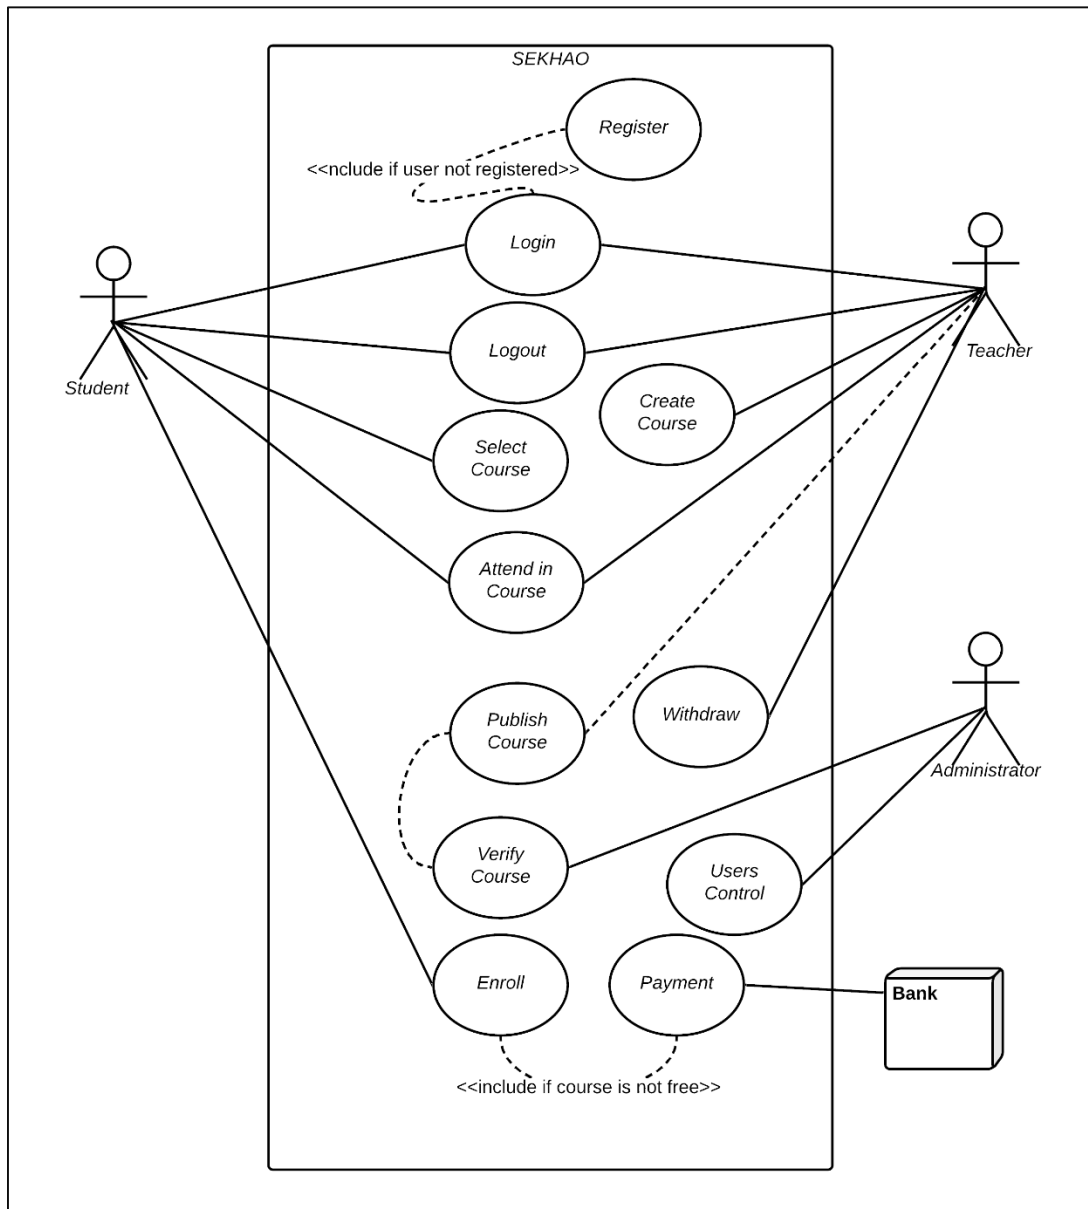 SEKHAO
Register
<<nclude if user not registered>>
Login
Student
Teacher
Logout
Create
Course
Select
Course
Attend in
Course
Publish
Course
Withdraw
Administrator
Verify
Course
Users
Control
Enroll
Payment
Bank
<<include if course is not free>>